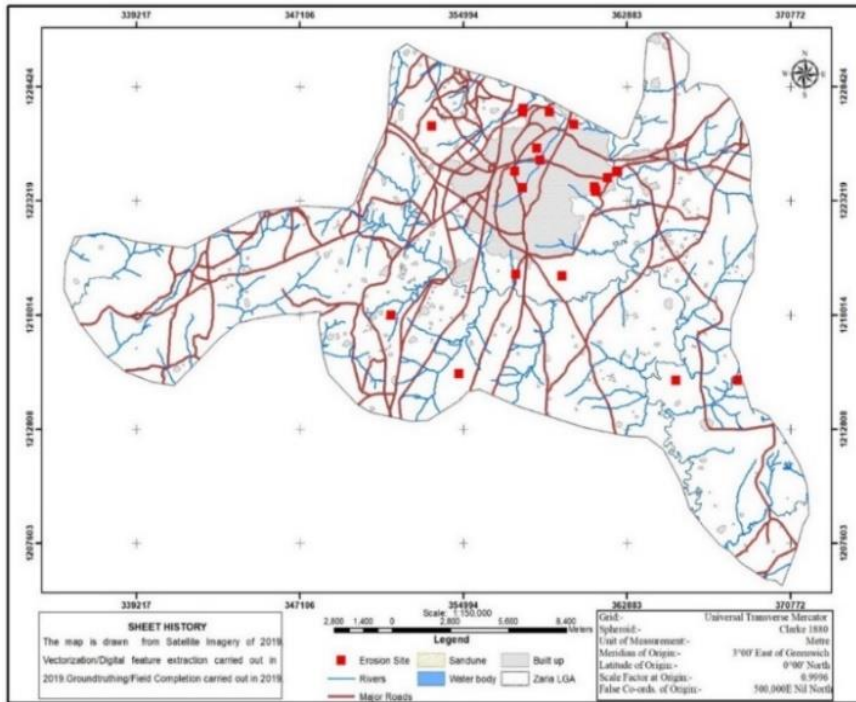 339217 347106 354994 362883 370772
N
W E
S
1228424 1228424
1223219 1223219
1218014 1218014
1212808 1212808
1207603 1207603
339217 347106 354994 362883 370772
SHEET HISTORY
The map is drawn from Satellite Imagery of 2019
Vectorization/Digital feature extraction carried out in
2019.Groundtruthing/Field Completion carried out in 2019
Scale: 1:150,000
2,800 1,400 0 2,800 5,600 8,400
Meters
Legend
Erosion Site Sandune Built up
Rivers Water body Zaria LGA
Major Roads
Grid:- Universal Transverse Mercator
Spheroid:- Clarke 1880
Unit of Measurement:- Metre
Meridian of Origin:- 3°00' East of Greenwich
Latitude of Origin:- 0°00' North
Scale Factor at Origin:- 0.9996
False Co-ords. of Origin:- 500,000E Nil North